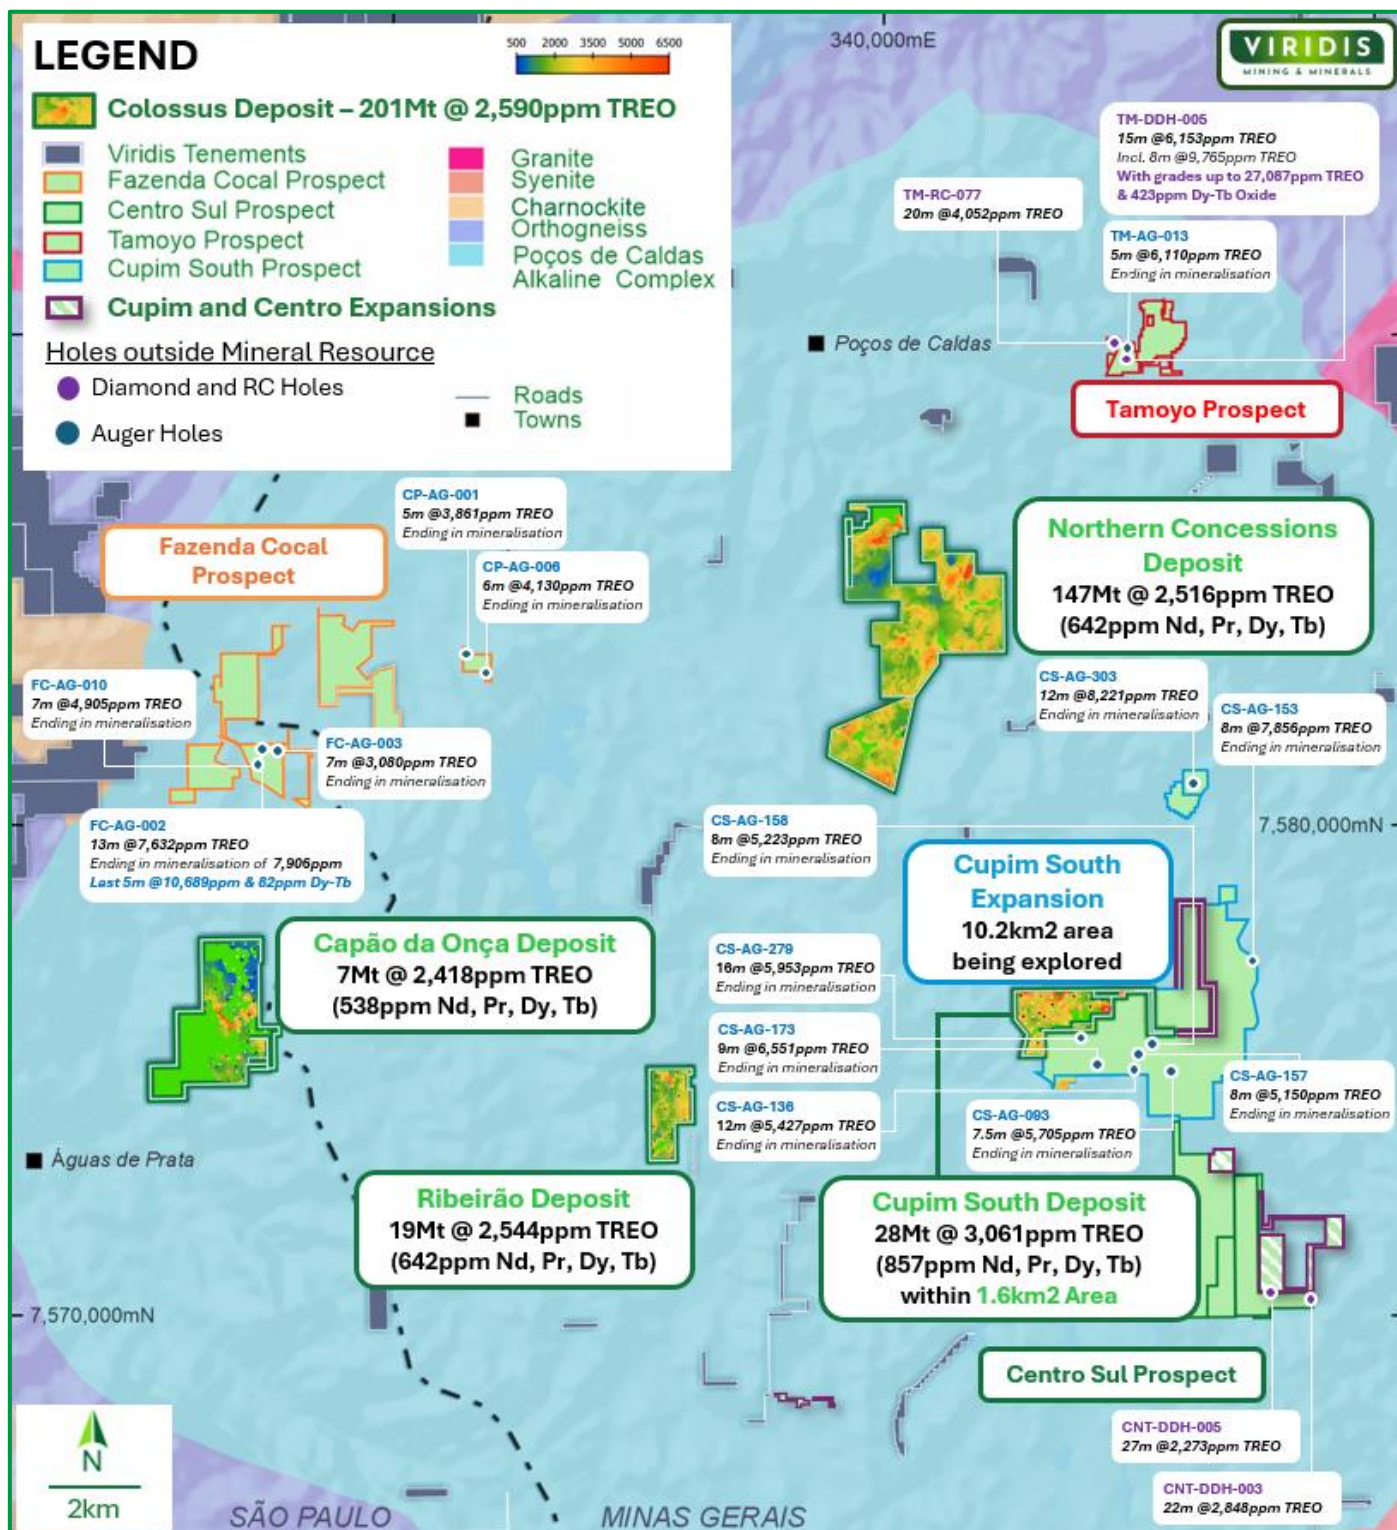 LEGEND
500 2000 3500 5000 6500
Colossus Deposit – 201Mt @ 2,590ppm TREO
Viridis Tenements
Fazenda Cocal Prospect
Centro Sul Prospect
Tamoyo Prospect
Cupim South Prospect
Cupim and Centro Expansions
Granite
Syenite
Charnockite
Orthogneiss
Poços de Caldas
Alkaline Complex
Holes outside Mineral Resource
Diamond and RC Holes
Auger Holes
Roads
Towns
340,000mE
VIRIDIS
MINING & MINERALS
TM-DDH-005
15m @6,153ppm TREO
Incl. 8m @9,765ppm TREO
With grades up to 27,087ppm TREO
& 423ppm Dy-Tb Oxide
TM-RC-077
20m @4,052ppm TREO
TM-AG-013
5m @6,110ppm TREO
Ending in mineralisation
Poços de Caldas
Tamoyo Prospect
CP-AG-001
5m @3,861ppm TREO
Ending in mineralisation
Fazenda Cocal
Prospect
CP-AG-006
6m @4,130ppm TREO
Ending in mineralisation
Northern Concessions
Deposit
147Mt @ 2,516ppm TREO
(642ppm Nd, Pr, Dy, Tb)
FC-AG-010
7m @4,905ppm TREO
Ending in mineralisation
CS-AG-303
12m @8,221ppm TREO
Ending in mineralisation
CS-AG-153
8m @7,856ppm TREO
Ending in mineralisation
FC-AG-003
7m @3,080ppm TREO
Ending in mineralisation
FC-AG-002
13m @7,632ppm TREO
Ending in mineralisation of 7,906ppm
Last 5m @10,689ppm & 82ppm Dy-Tb
CS-AG-158
8m @5,223ppm TREO
Ending in mineralisation
7,580,000mN
Cupim South
Expansion
10.2km2 area
being explored
Capão da Onça Deposit
7Mt @ 2,418ppm TREO
(538ppm Nd, Pr, Dy, Tb)
CS-AG-279
16m @5,953ppm TREO
Ending in mineralisation
CS-AG-173
9m @6,551ppm TREO
Ending in mineralisation
CS-AG-136
12m @5,427ppm TREO
Ending in mineralisation
CS-AG-093
7.5m @5,705ppm TREO
Ending in mineralisation
CS-AG-157
8m @5,150ppm TREO
Ending in mineralisation
Águas de Prata
Ribeirão Deposit
19Mt @ 2,544ppm TREO
(642ppm Nd, Pr, Dy, Tb)
Cupim South Deposit
28Mt @ 3,061ppm TREO
(857ppm Nd, Pr, Dy, Tb)
within 1.6km2 Area
7,570,000mN
Centro Sul Prospect
CNT-DDH-005
27m @2,273ppm TREO
CNT-DDH-003
22m @2,848ppm TREO
N
2km
SÃO PAULO
MINAS GERAIS